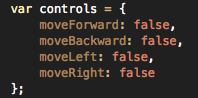 var controls = {
    moveForward: false,
    moveBackward: false,
    moveLeft: false,
    moveRight: false
};